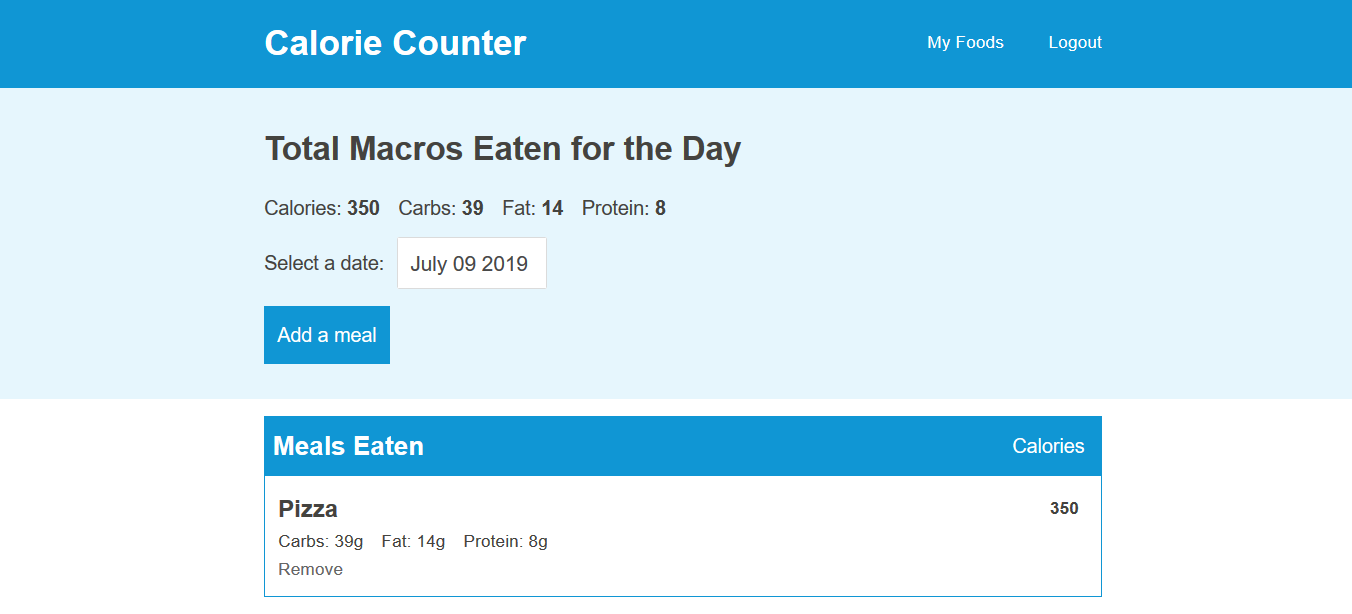 Calorie Counter My Foods Logout
Total Macros Eaten for the Day
Calories: 350 Carbs: 39 Fat: 14 Protein: 8
Select a date: July 09 2019
Add a meal
Meals Eaten Calories
Pizza 350
Carbs: 39g Fat: 14g Protein: 8g
Remove